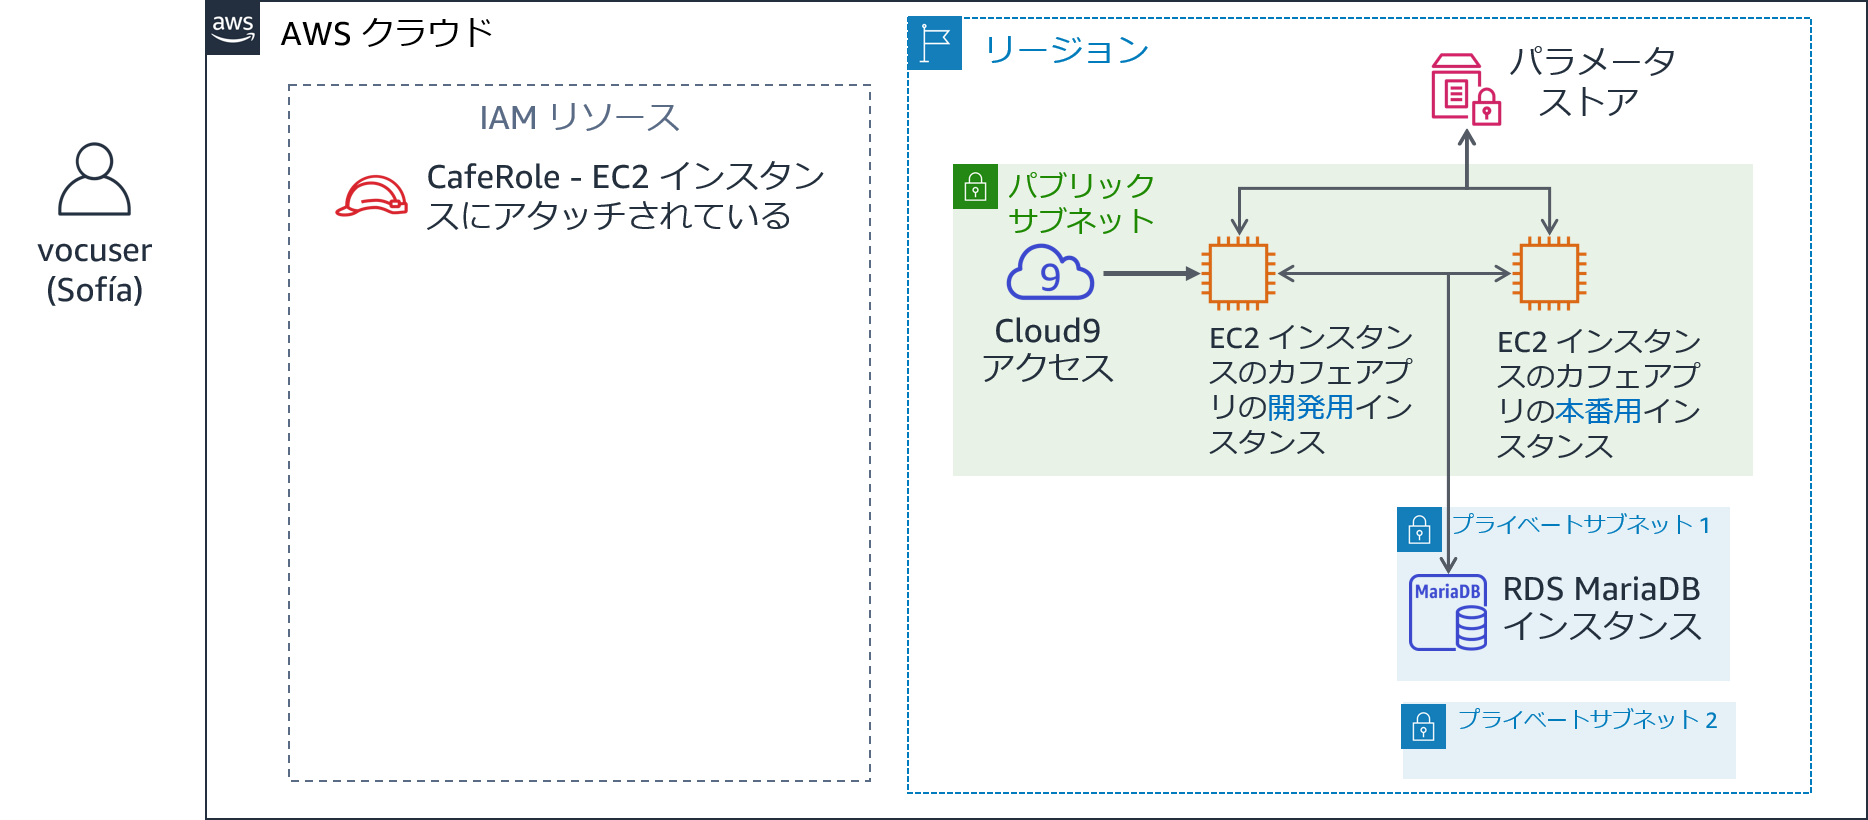 aws
AWS クラウド
vocuser
(Sofía)
IAM リソース
CafeRole - EC2 インスタン
スにアタッチされている
リージョン
パラメータ
ストア
パブリック
サブネット
9
Cloud9
アクセス
EC2 インスタン
スのカフェアプ
リの開発用イン
スタンス
EC2 インスタン
スのカフェアプ
リの本番用イン
スタンス
プライベートサブネット 1
MariaDB
RDS MariaDB
インスタンス
プライベートサブネット 2